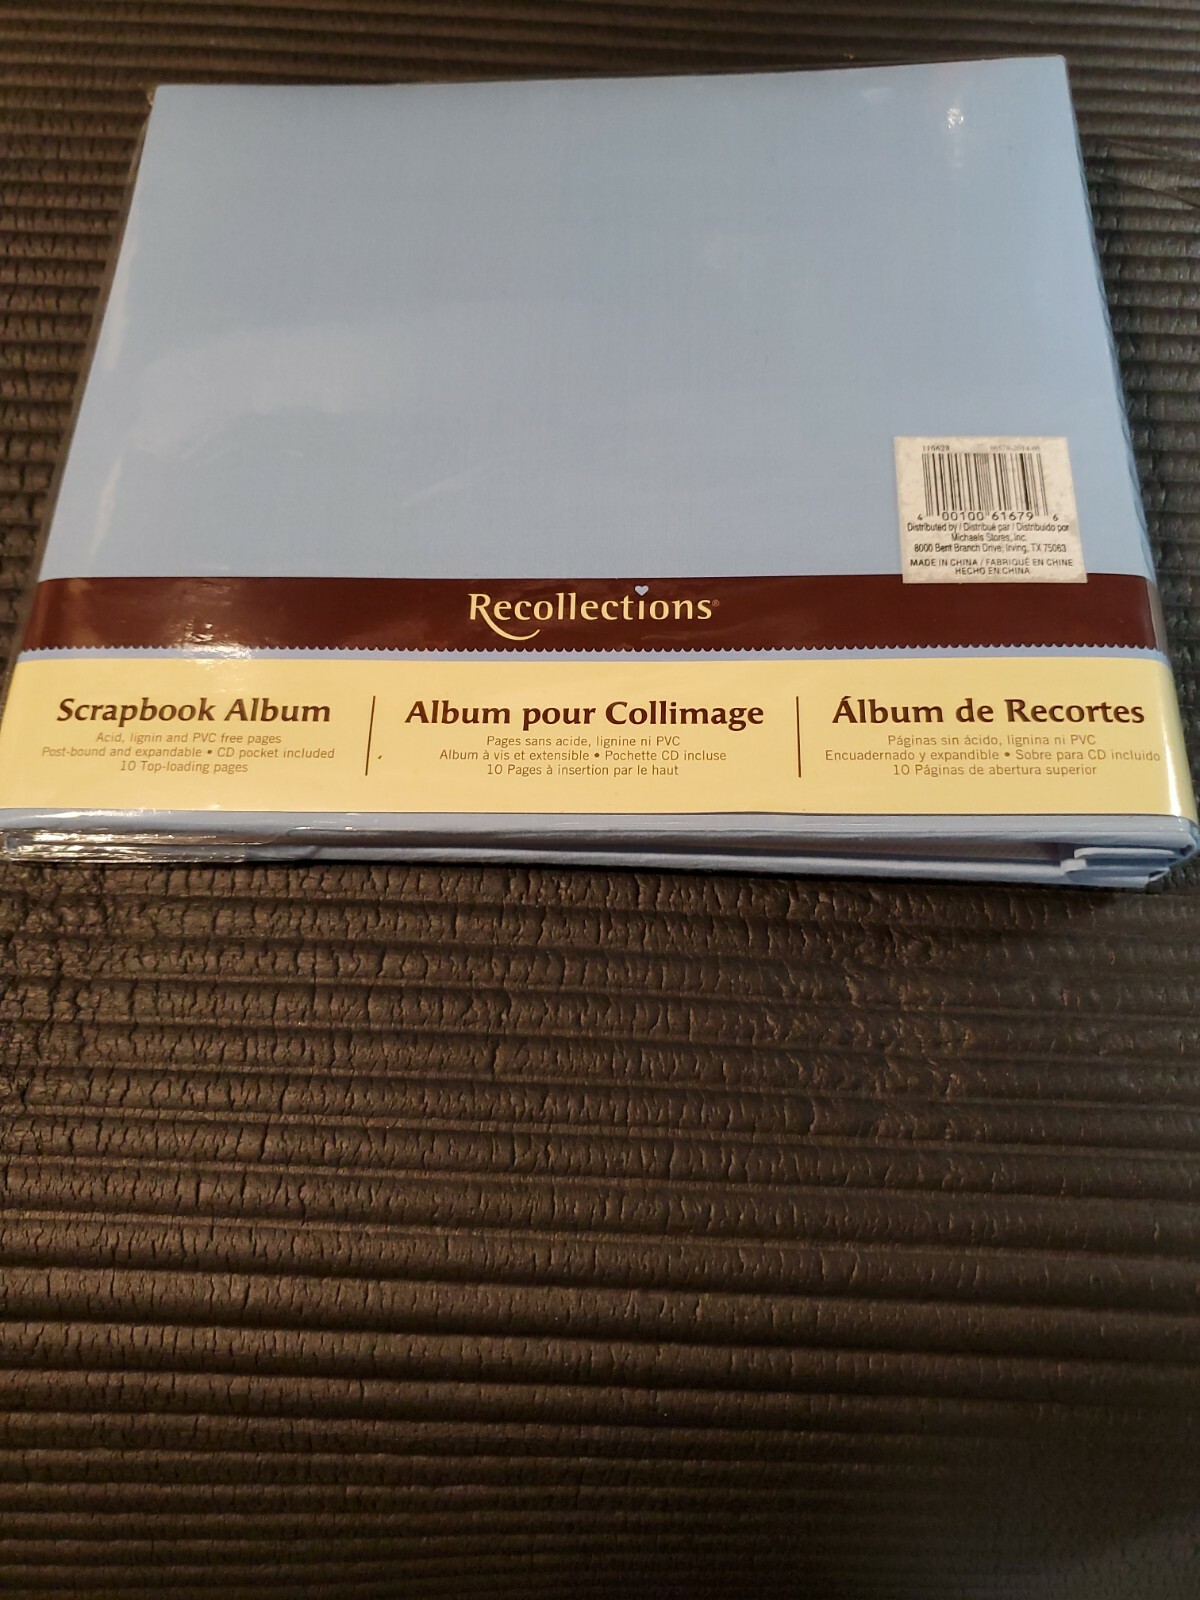 116628
4 00100 61679 6
Distributed by / Distribué par / Distribuido por
Michaels Stores, Inc.
8000 Bent Branch Drive, Irving, TX 75063
MADE IN CHINA / FABRIQUÉ EN CHINE
HECHO EN CHINA
Recollections®
Scrapbook Album
Acid, lignin and PVC free pages
Post-bound and expandable • CD pocket included
10 Top-loading pages
Album pour Collimage
Pages sans acide, lignine ni PVC
Album à vis et extensible • Pochette CD incluse
10 Pages à insertion par le haut
Álbum de Recortes
Páginas sin ácido, lignina ni PVC
Encuadernado y expandible • Sobre para CD incluido
10 Páginas de abertura superior